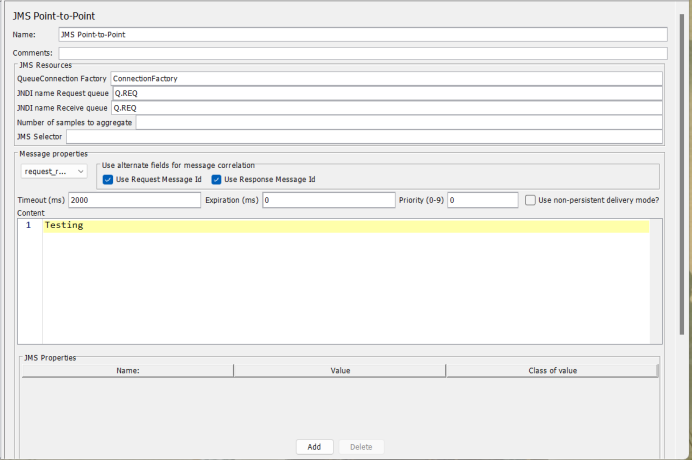 JMS Point-to-Point
Name: JMS Point-to-Point
Comments:
JMS Resources
QueueConnection Factory ConnectionFactory
JNDI name Request queue Q.REQ
JNDI name Receive queue Q.REQ
Number of samples to aggregate
JMS Selector
Message properties
Use alternate fields for message correlation
request_r... Use Request Message Id Use Response Message Id
Timeout (ms) 2000 Expiration (ms) 0 Priority (0-9) 0 Use non-persistent delivery mode?
Content
1 Testing
JMS Properties
Name: Value Class of value
Add Delete